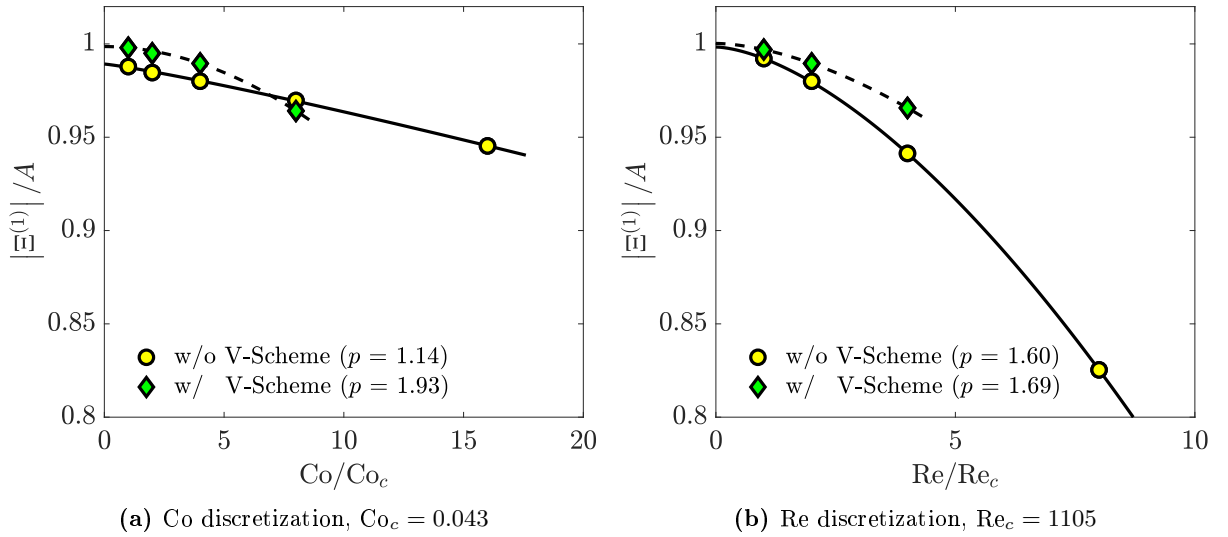 |Ξ⁽¹⁾| /A
1
0.95
0.9
0.85
0.8
w/o V-Scheme (p = 1.14)
w/ V-Scheme (p = 1.93)
0 5 10 15 20
Co/Co_c
(a) Co discretization, Co_c = 0.043
|Ξ⁽¹⁾| /A
1
0.95
0.9
0.85
0.8
w/o V-Scheme (p = 1.60)
w/ V-Scheme (p = 1.69)
0 5 10
Re/Re_c
(b) Re discretization, Re_c = 1105